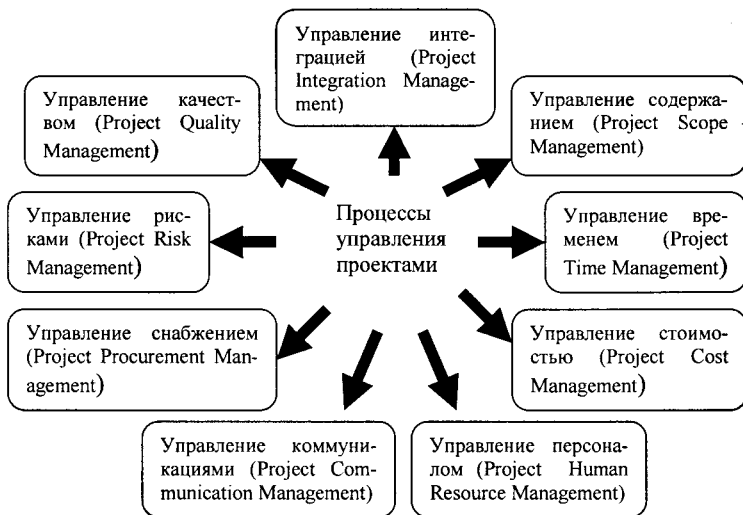 Управление инте-
грацией (Project
Integration Manage-
ment)
Управление качест-
вом (Project Quality
Management)
Управление содержа-
нием (Project Scope
Management)
Управление рис-
ками (Project Risk
Management)
Процессы
управления
проектами
Управление вре-
менем (Project
Time Management)
Управление снабжением
(Project Procurement Man-
agement)
Управление стоимо-
стью (Project Cost
Management)
Управление коммуни-
кациями (Project Com-
munication Management)
Управление персона-
лом (Project Human
Resource Management)